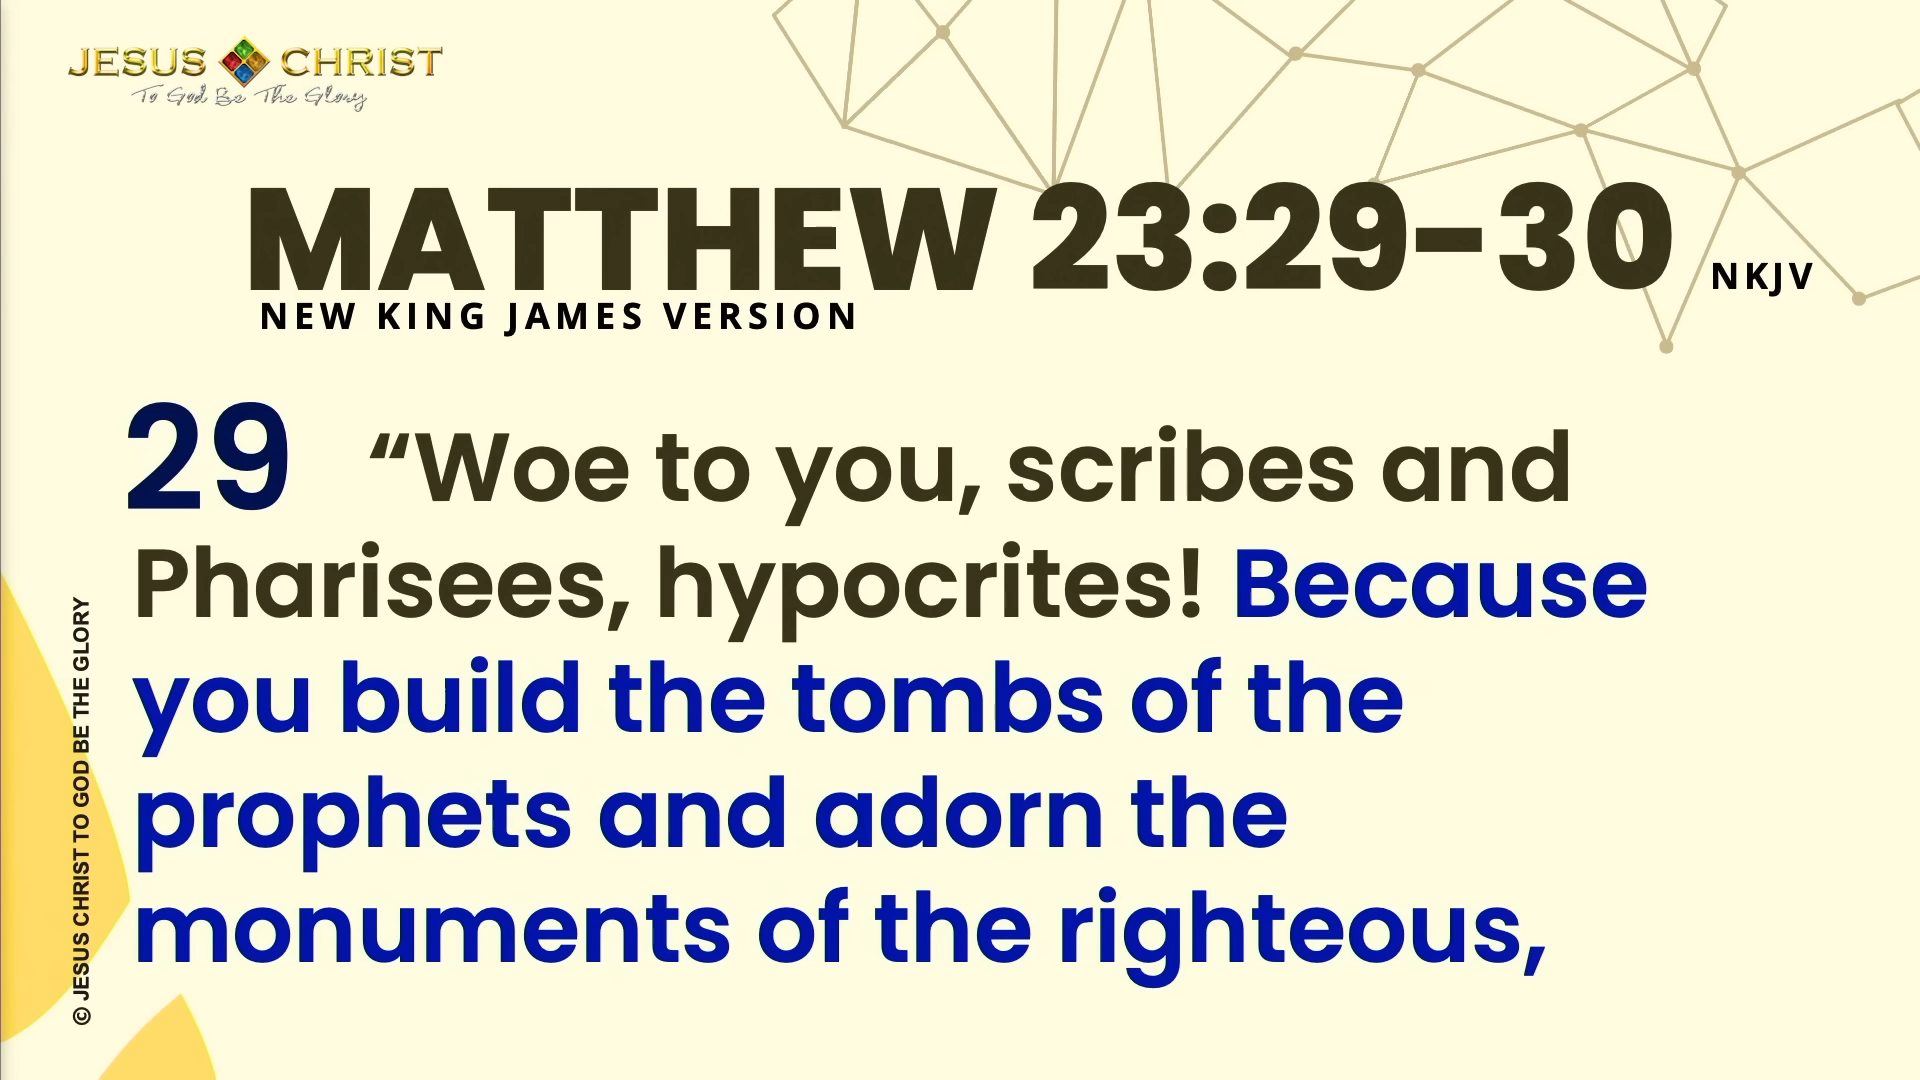 JESUS CHRIST
To God Be The Glory
MATTHEW 23:29-30 NKJV
NEW KING JAMES VERSION
29 “Woe to you, scribes and
Pharisees, hypocrites! Because
you build the tombs of the
prophets and adorn the
monuments of the righteous,
© JESUS CHRIST TO GOD BE THE GLORY